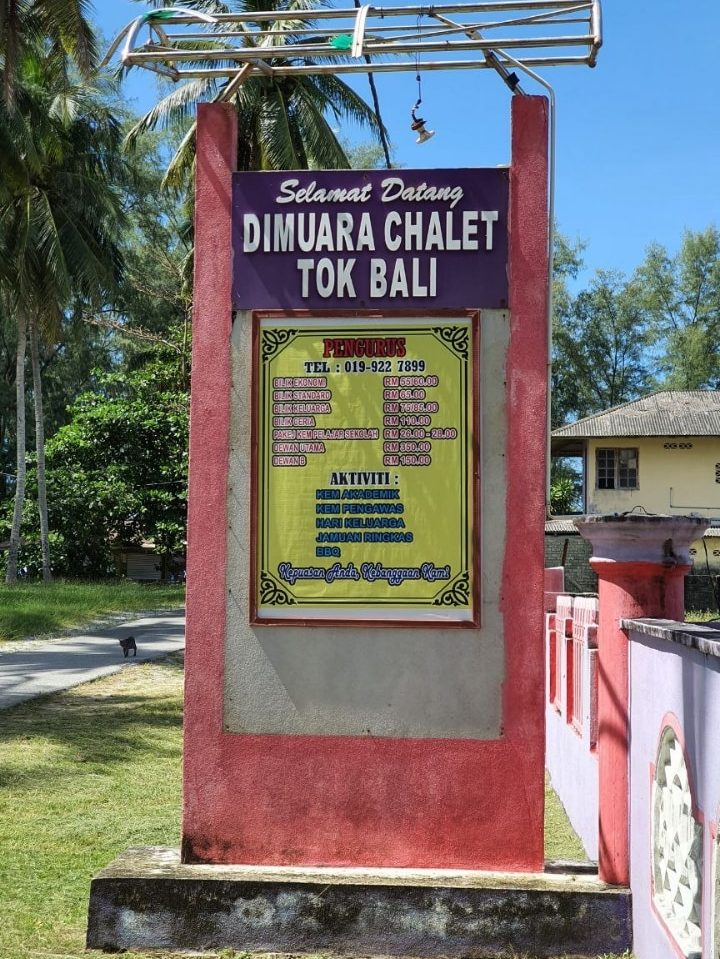 Selamat Datang
DIMUARA CHALET
TOK BALI
PENGURUS
TEL : 019-922 7899
BILIK EKONOMI RM 55/60.00
BILIK STANDARD RM 65.00
BILIK KELUARGA RM 75/85.00
BILIK CERIA RM 110.00
PAKEJ KEM PELAJAR SEKOLAH RM 26.00 - 28.00
DEWAN UTAMA RM 350.00
DEWAN B RM 150.00
AKTIVITI :
KEM AKADEMIK
KEM PENGAWAS
HARI KELUARGA
JAMUAN RINGKAS
BBQ
Kepuasan Anda, Kebanggaan Kami